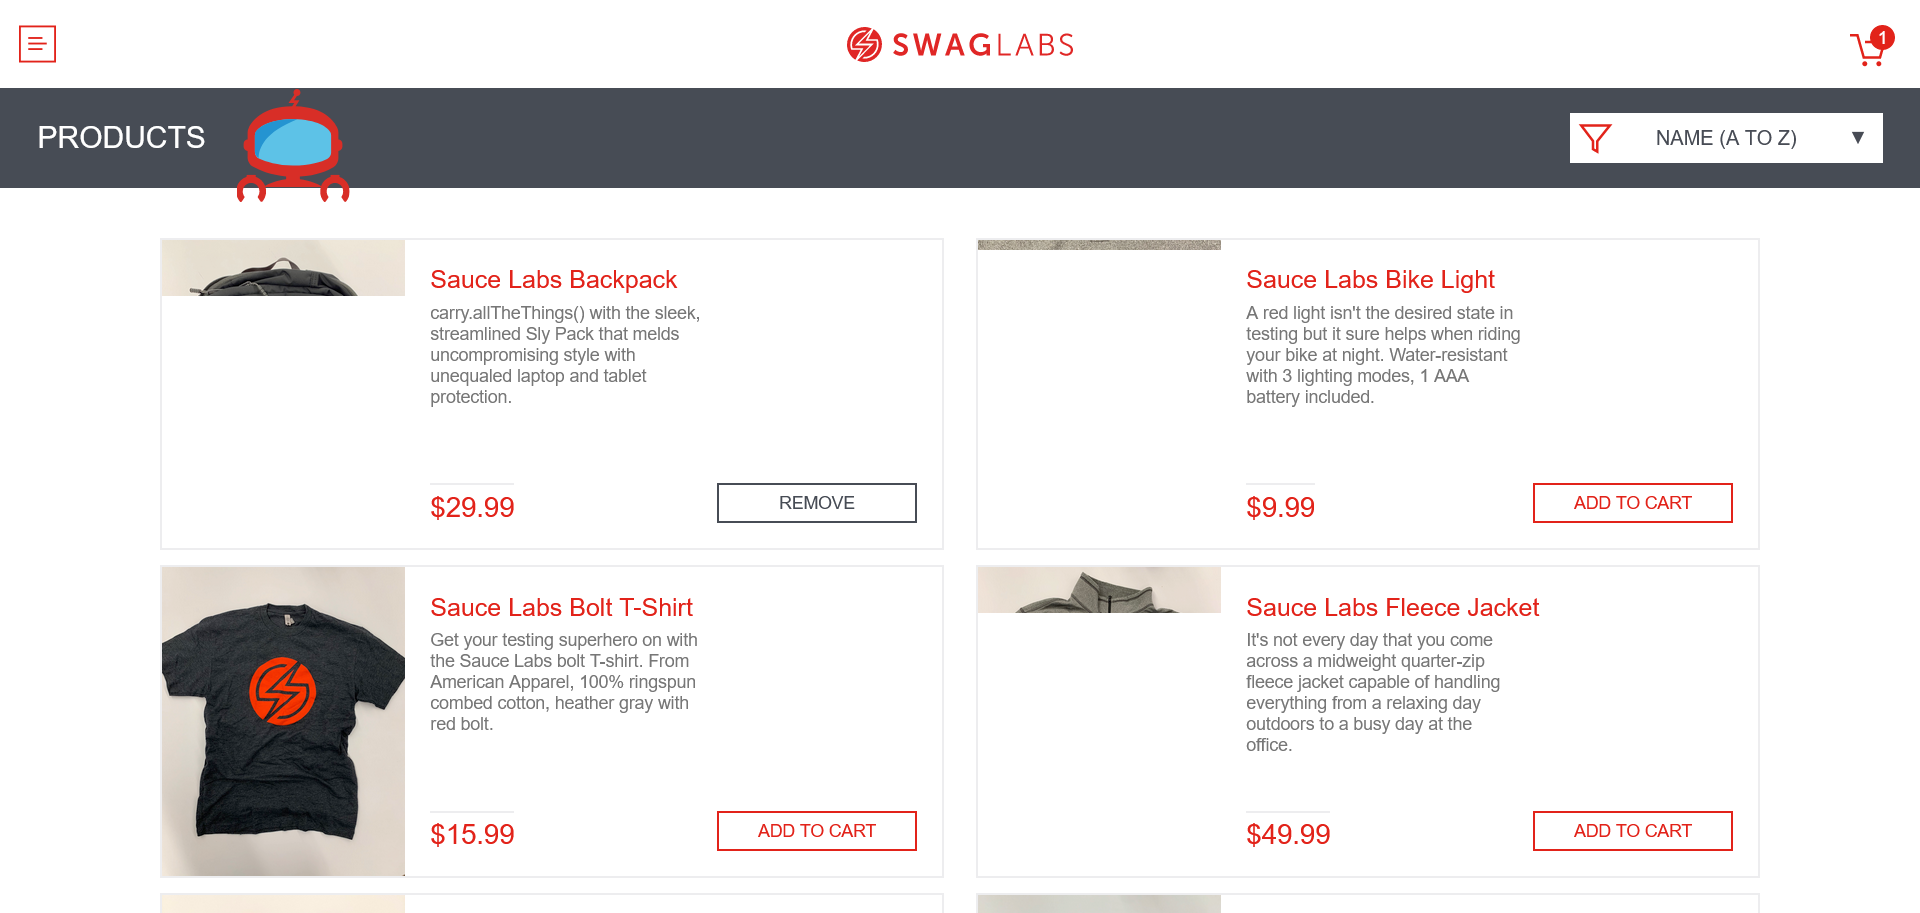 SWAGLABS
1
PRODUCTS
NAME (A TO Z)
Sauce Labs Backpack
carry.allTheThings() with the sleek,
streamlined Sly Pack that melds
uncompromising style with
unequaled laptop and tablet
protection.
$29.99
REMOVE
Sauce Labs Bike Light
A red light isn't the desired state in
testing but it sure helps when riding
your bike at night. Water-resistant
with 3 lighting modes, 1 AAA
battery included.
$9.99
ADD TO CART
Sauce Labs Bolt T-Shirt
Get your testing superhero on with
the Sauce Labs bolt T-shirt. From
American Apparel, 100% ringspun
combed cotton, heather gray with
red bolt.
$15.99
ADD TO CART
Sauce Labs Fleece Jacket
It's not every day that you come
across a midweight quarter-zip
fleece jacket capable of handling
everything from a relaxing day
outdoors to a busy day at the
office.
$49.99
ADD TO CART